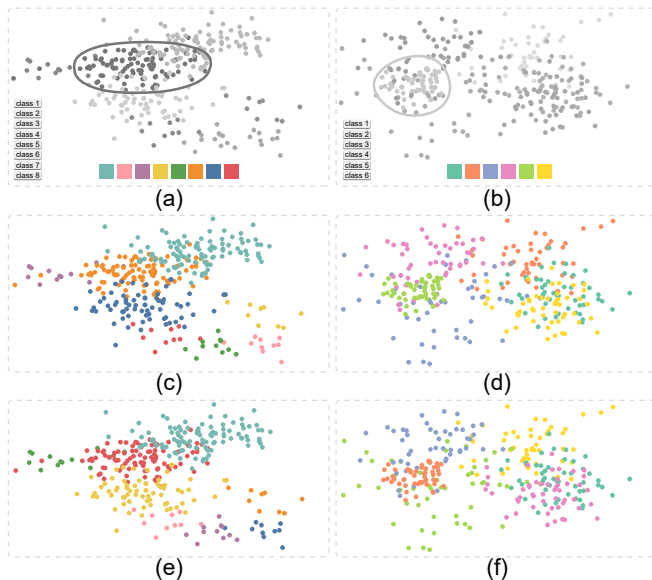 class 1
class 2
class 3
class 4
class 5
class 6
class 7
class 8
(a)
class 1
class 2
class 3
class 4
class 5
class 6
(b)
(c)
(d)
(e)
(f)